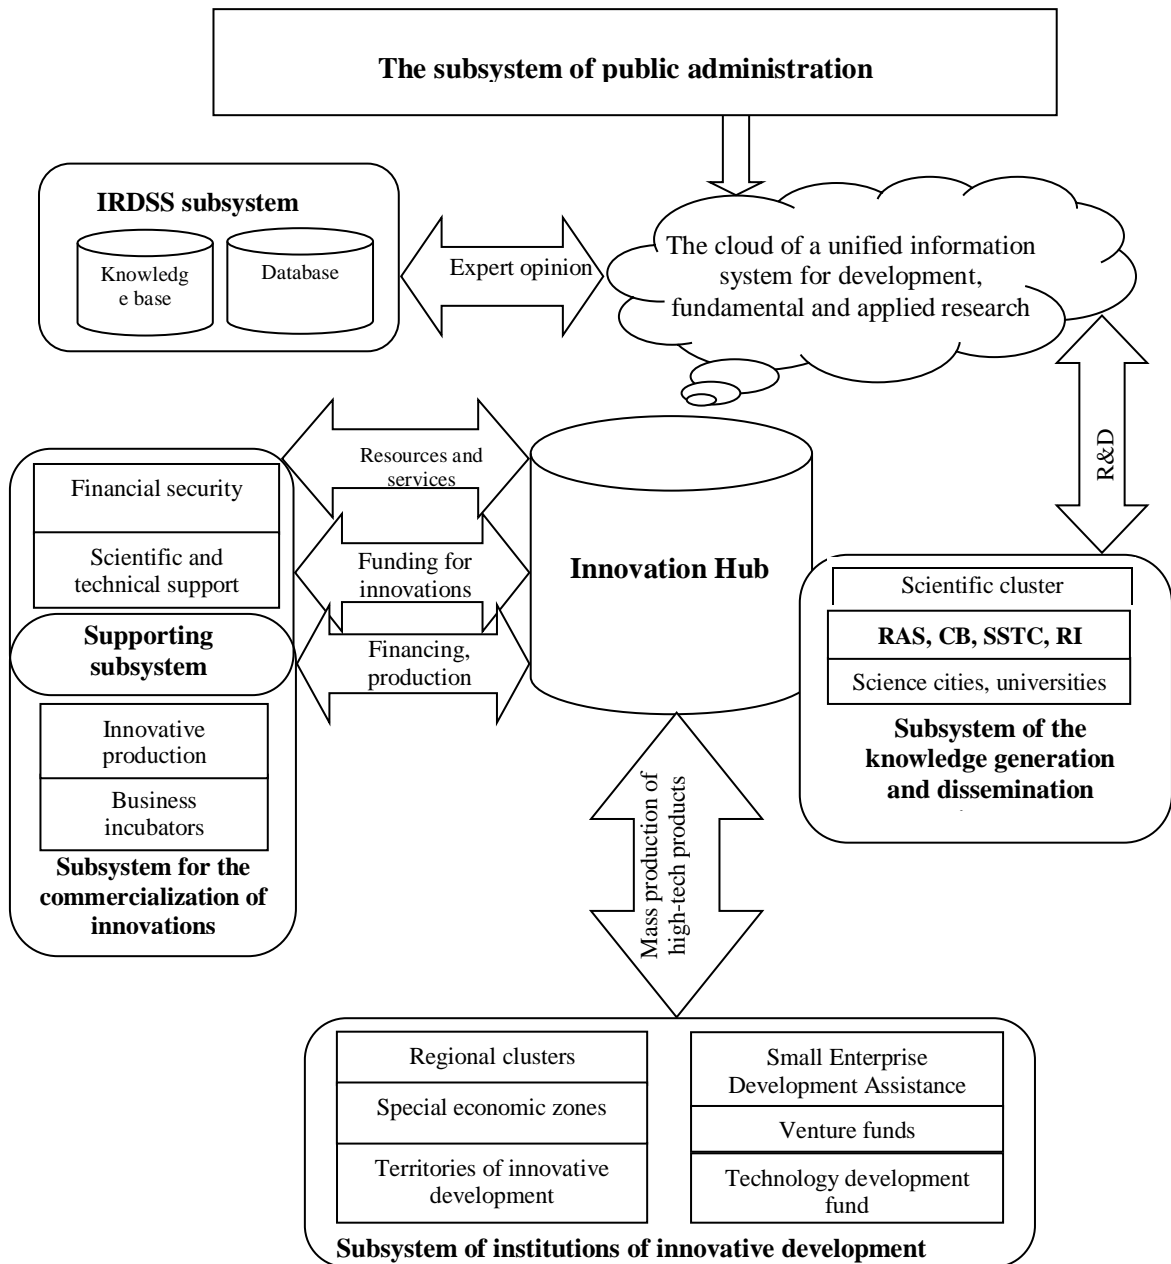 The subsystem of public administration
IRDSS subsystem
Knowledg
e base
Database
Expert opinion
The cloud of a unified information
system for development,
fundamental and applied research
R&D
Resources and
services
Funding for
innovations
Financing,
production
Innovation Hub
Financial security
Scientific and
technical support
Supporting
subsystem
Innovative
production
Business
incubators
Subsystem for the
commercialization of
innovations
Scientific cluster
RAS, CB, SSTC, RI
Science cities, universities
Subsystem of the
knowledge generation
and dissemination
Mass production of
high-tech products
Regional clusters
Special economic zones
Territories of innovative
development
Small Enterprise
Development Assistance
Venture funds
Technology development
fund
Subsystem of institutions of innovative development